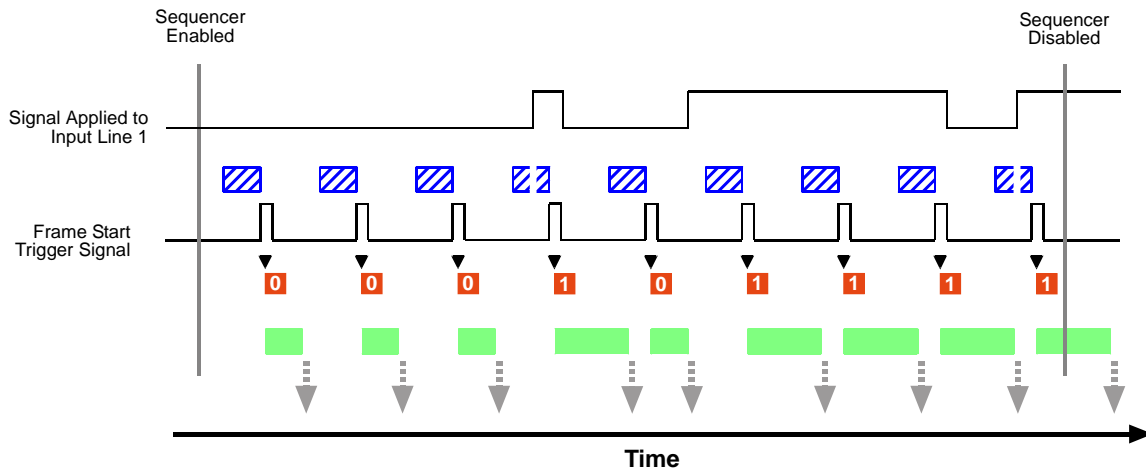 Sequencer
Enabled
Sequencer
Disabled
Signal Applied to
Input Line 1
Frame Start
Trigger Signal
0 0 0 1 0 1 1 1 1
Time